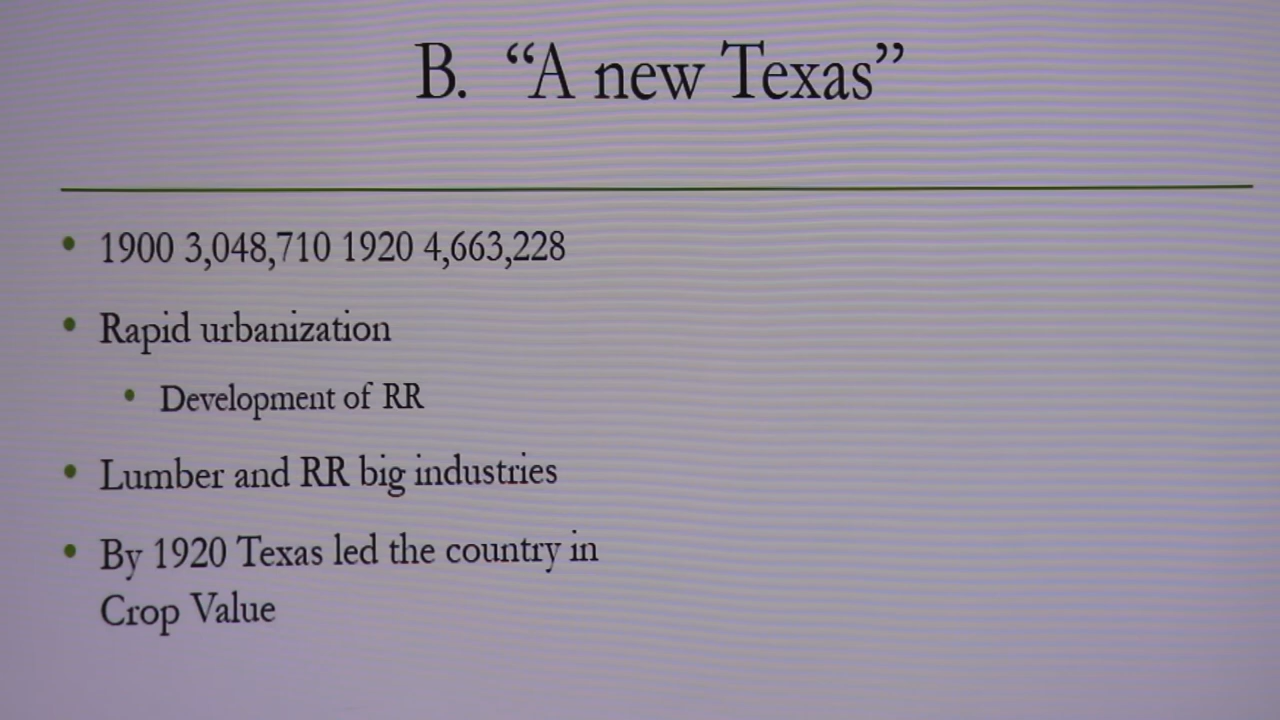 B. “A new Texas”
• 1900 3,048,710 1920 4,663,228
• Rapid urbanization
• Development of RR
• Lumber and RR big industries
• By 1920 Texas led the country in
Crop Value